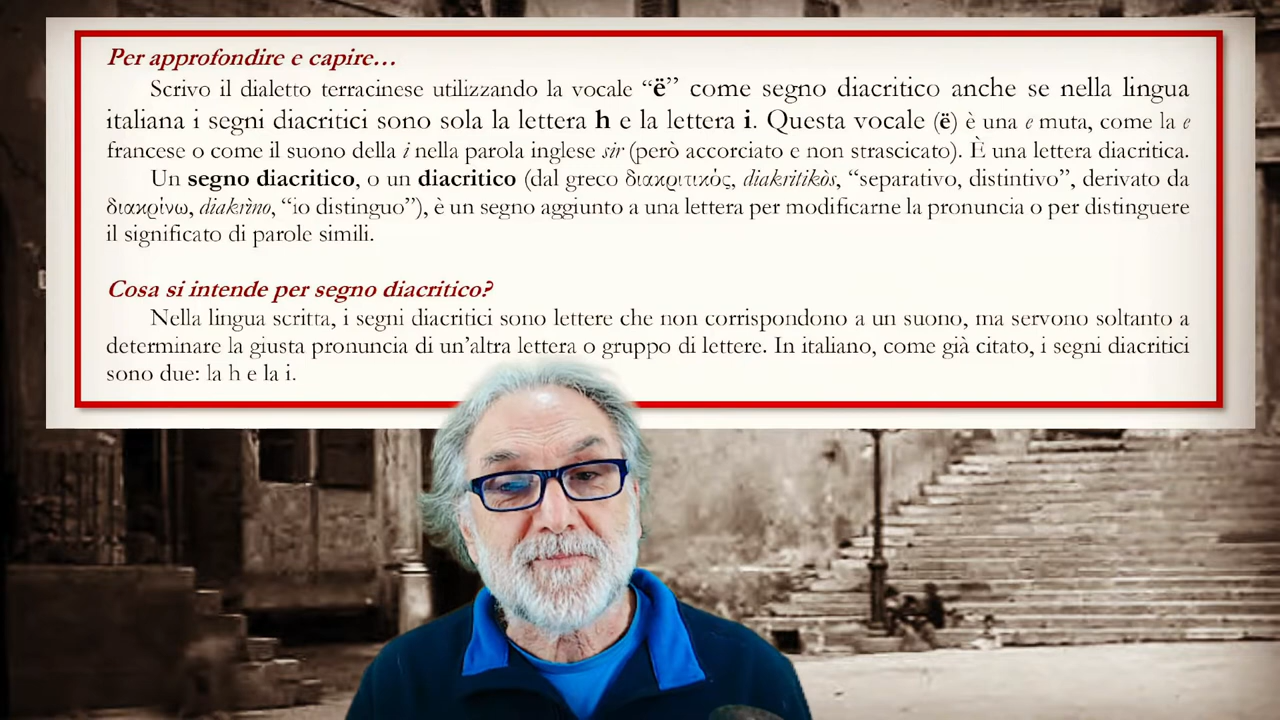 Per approfondire e capire…
Scrivo il dialetto terracinese utilizzando la vocale “ë” come segno diacritico anche se nella lingua
italiana i segni diacritici sono sola la lettera h e la lettera i. Questa vocale (ë) è una e muta, come la e
francese o come il suono della i nella parola inglese sir (però accorciato e non strascicato). È una lettera diacritica.
Un segno diacritico, o un diacritico (dal greco διακριτικός, diakritikòs, “separativo, distintivo”, derivato da
διακρίνω, diakrìno, “io distinguo”), è un segno aggiunto a una lettera per modificarne la pronuncia o per distinguere
il significato di parole simili.
Cosa si intende per segno diacritico?
Nella lingua scritta, i segni diacritici sono lettere che non corrispondono a un suono, ma servono soltanto a
determinare la giusta pronuncia di un’altra lettera o gruppo di lettere. In italiano, come già citato, i segni diacritici
sono due: la h e la i.